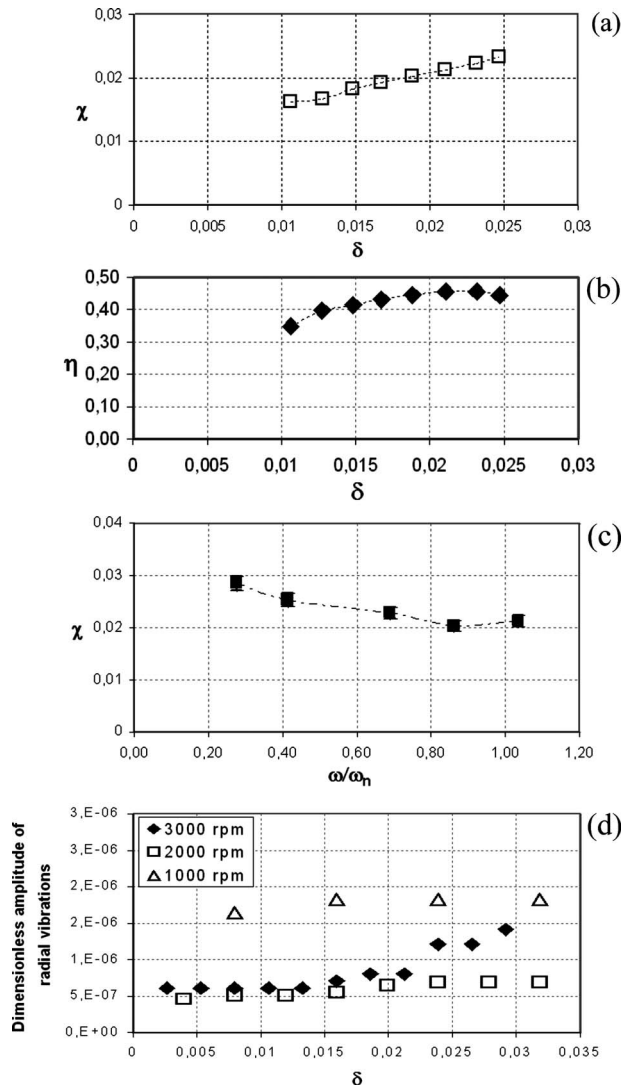 (a)
0,03
0,02
χ
0,01
0
0 0,005 0,01 0,015 0,02 0,025 0,03
δ
(b)
0,50
0,40
0,30
η
0,20
0,10
0,00
0 0,005 0,01 0,015 0,02 0,025 0,03
δ
(c)
0,04
0,03
χ
0,02
0,01
0
0,00 0,20 0,40 0,60 0,80 1,00 1,20
ω/ωn
(d)
Dimensionless amplitude of
radial vibrations
3,E-06
3,E-06
2,E-06
2,E-06
1,E-06
5,E-07
0,E+00
3000 rpm
2000 rpm
1000 rpm
0 0,005 0,01 0,015 0,02 0,025 0,03 0,035
δ